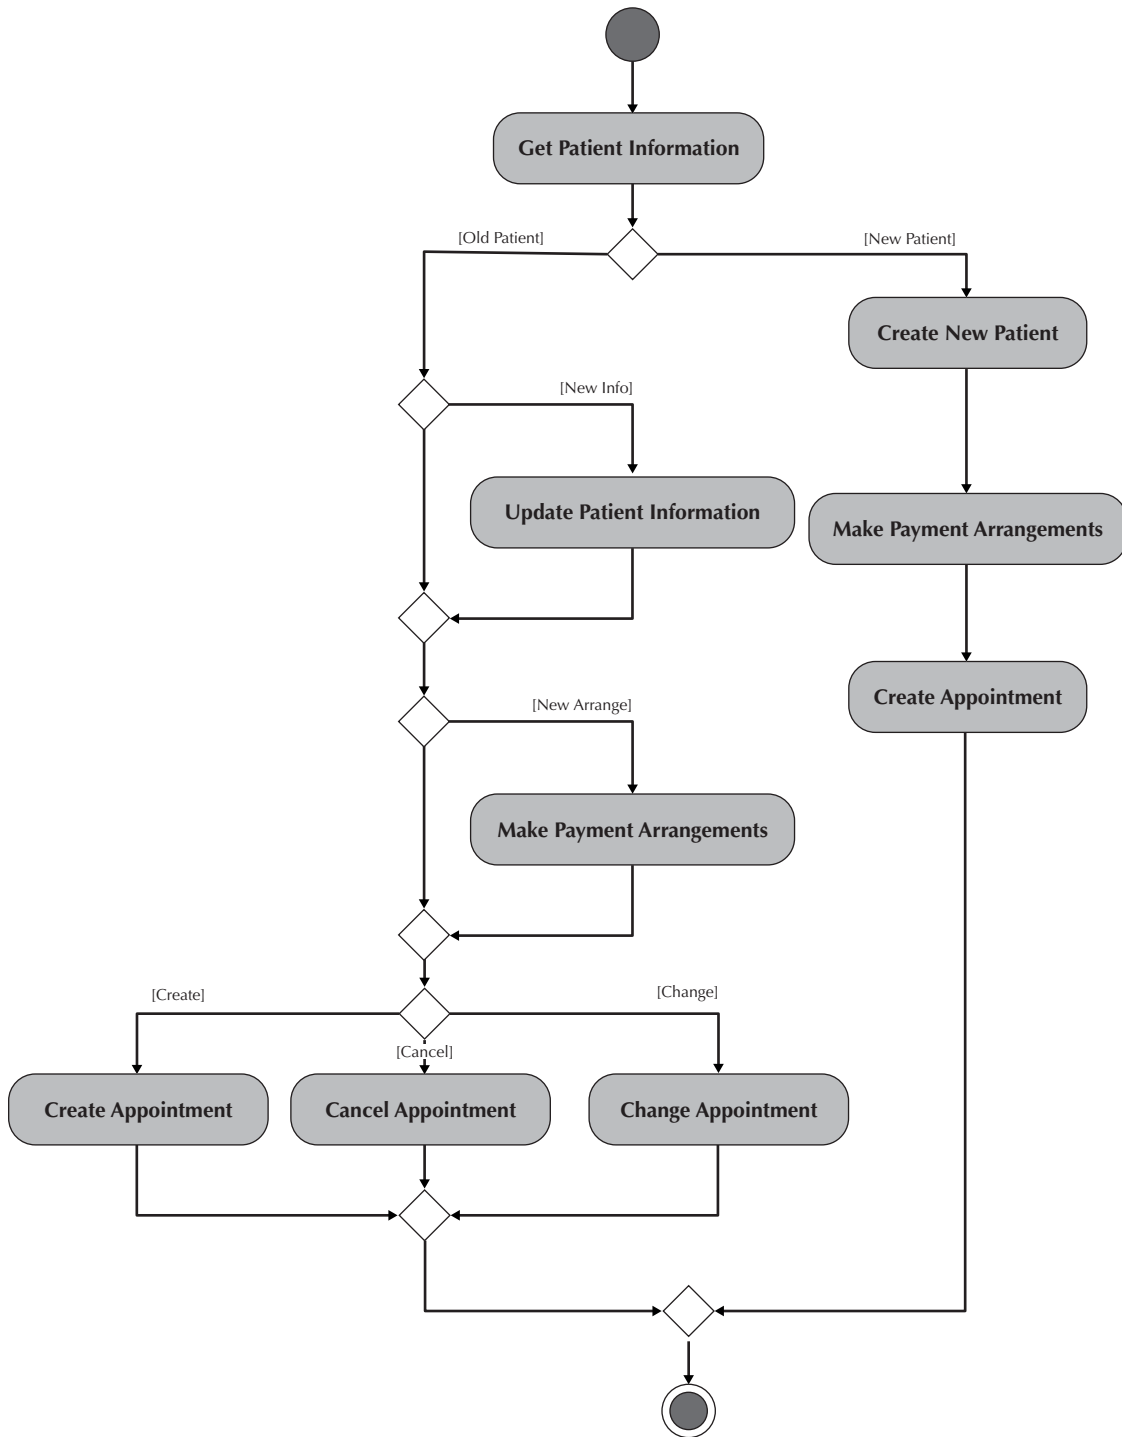 Get Patient Information
[Old Patient]
[New Patient]
Create New Patient
[New Info]
Update Patient Information
Make Payment Arrangements
Create Appointment
[New Arrange]
Make Payment Arrangements
[Create]
[Change]
[Cancel]
Create Appointment
Cancel Appointment
Change Appointment